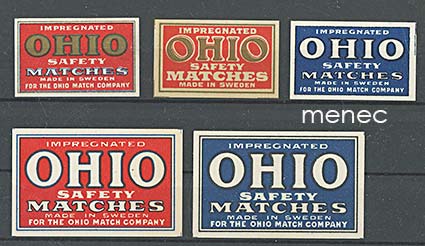 IMPREGNATED
OHIO
SAFETY
MATCHES
MADE IN SWEDEN
FOR THE OHIO MATCH COMPANY
IMPREGNATED
OHIO
SAFETY
MATCHES
MADE IN SWEDEN
IMPREGNATED
OHIO
SAFETY
MATCHES
MADE IN SWEDEN
FOR THE OHIO MATCH COMPANY
menec
IMPREGNATED
OHIO
SAFETY
MATCHES
MADE IN SWEDEN
FOR THE OHIO MATCH COMPANY
IMPREGNATED
OHIO
SAFETY
MATCHES
MADE IN SWEDEN
FOR THE OHIO MATCH COMPANY